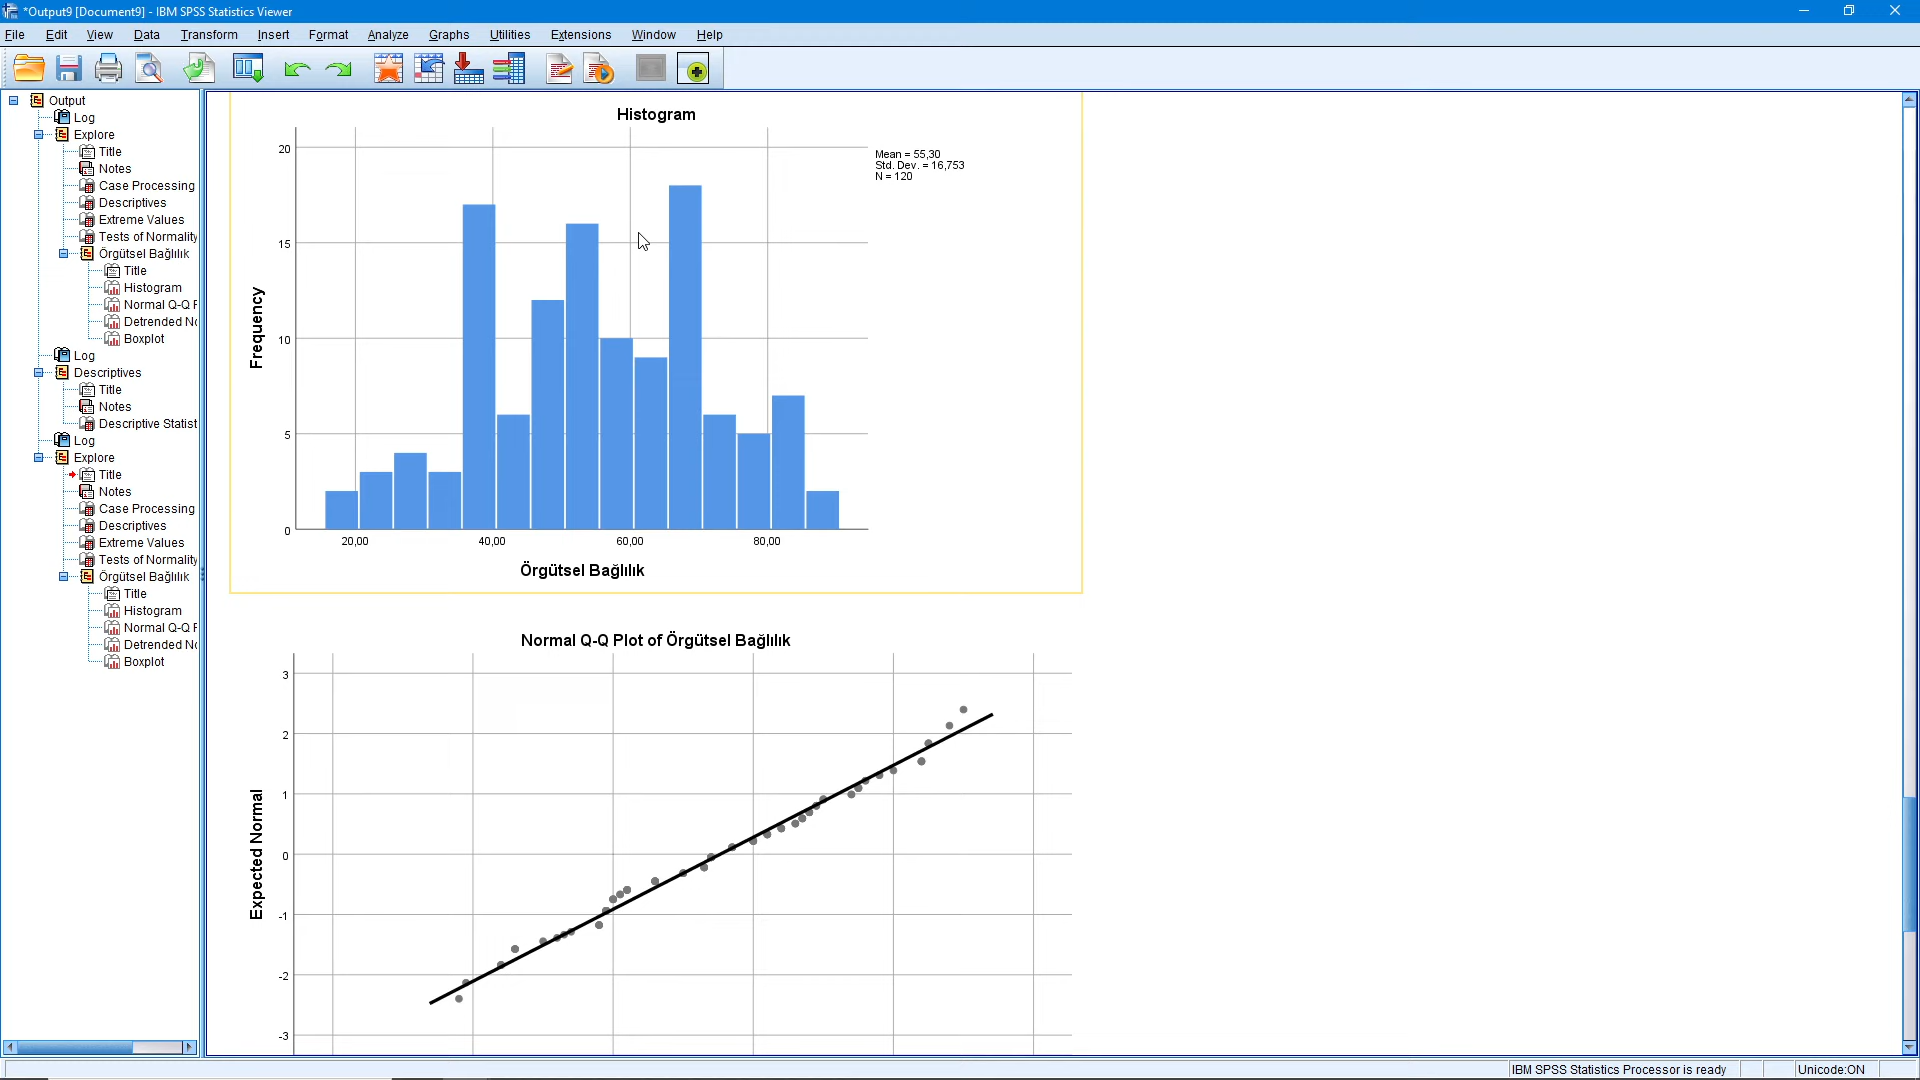 *Output9 [Document9] - IBM SPSS Statistics Viewer
File Edit View Data Transform Insert Format Analyze Graphs Utilities Extensions Window Help
Output
Log
Explore
Title
Notes
Case Processing
Descriptives
Extreme Values
Tests of Normality
Örgütsel Bağlılık
Title
Histogram
Normal Q-Q P
Detrended No
Boxplot
Log
Descriptives
Title
Notes
Descriptive Statist
Log
Explore
Title
Notes
Case Processing
Descriptives
Extreme Values
Tests of Normality
Örgütsel Bağlılık
Title
Histogram
Normal Q-Q P
Detrended No
Boxplot
Histogram
Mean = 55,30
Std. Dev. = 16,753
N = 120
Frequency
20
15
10
5
0
20,00 40,00 60,00 80,00
Örgütsel Bağlılık
Normal Q-Q Plot of Örgütsel Bağlılık
Expected Normal
3
2
1
0
-1
-2
-3
IBM SPSS Statistics Processor is ready Unicode:ON